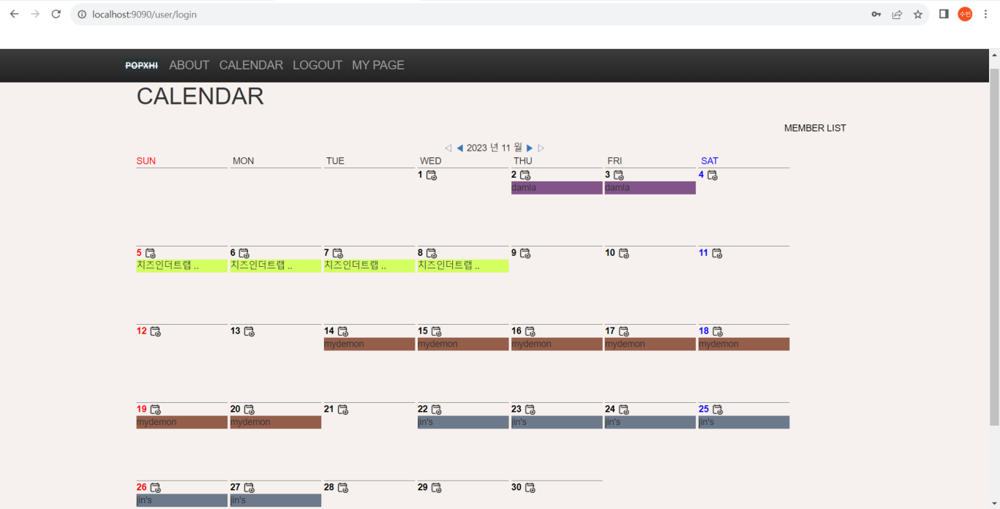 localhost:9090/user/login
수빈
POPXHI ABOUT CALENDAR LOGOUT MY PAGE
CALENDAR
MEMBER LIST
2023 년 11 월
SUN MON TUE WED THU FRI SAT
1 2 3 4
damla damla
5 6 7 8 9 10 11
치즈인더트랩 .. 치즈인더트랩 .. 치즈인더트랩 .. 치즈인더트랩 ..
12 13 14 15 16 17 18
mydemon mydemon mydemon mydemon mydemon
19 20 21 22 23 24 25
mydemon mydemon jin's jin's jin's jin's
26 27 28 29 30
jin's jin's